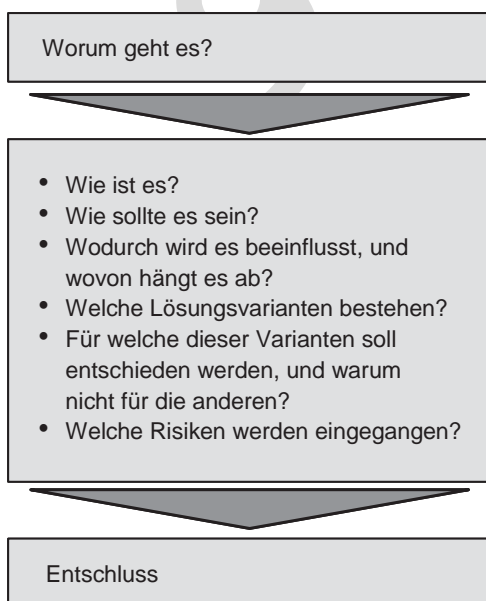 Worum geht es?
• Wie ist es?
• Wie sollte es sein?
• Wodurch wird es beeinflusst, und
wovon hängt es ab?
• Welche Lösungsvarianten bestehen?
• Für welche dieser Varianten soll
entschieden werden, und warum
nicht für die anderen?
• Welche Risiken werden eingegangen?
Entschluss